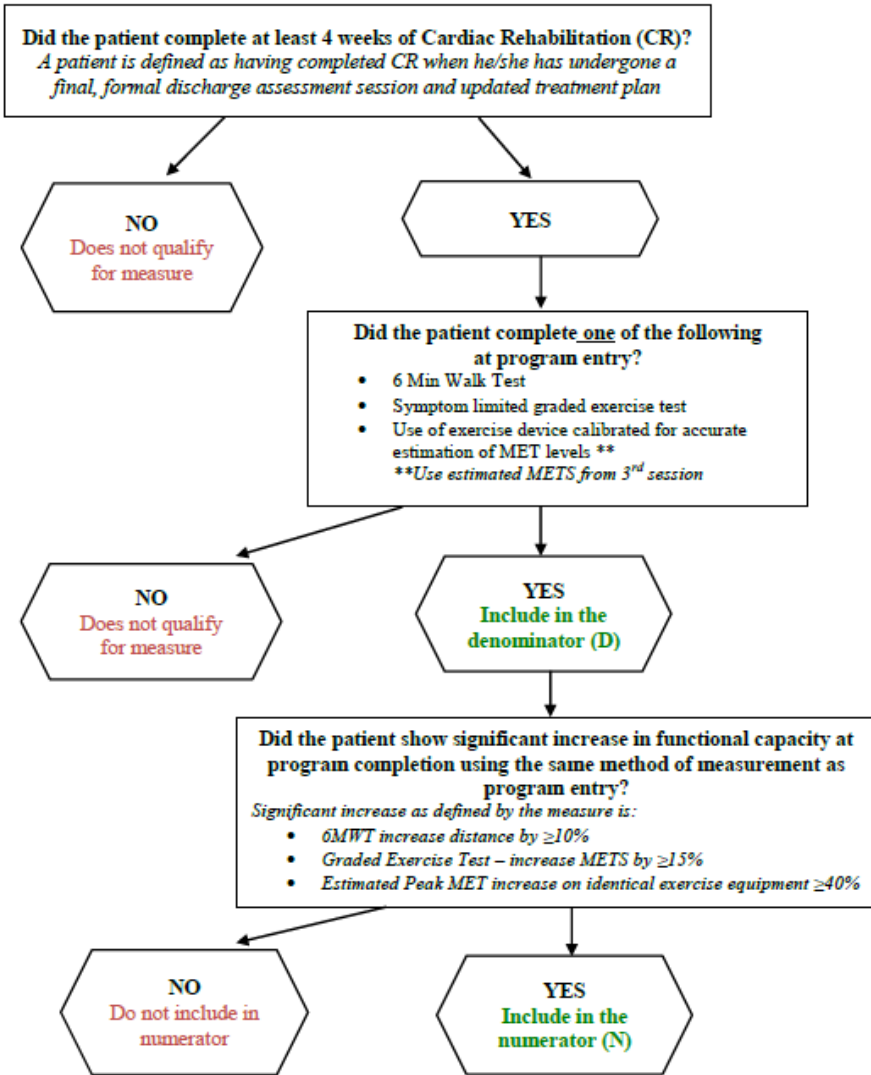 Did the patient complete at least 4 weeks of Cardiac Rehabilitation (CR)?
A patient is defined as having completed CR when he/she has undergone a
final, formal discharge assessment session and updated treatment plan
NO
Does not qualify
for measure
YES
Did the patient complete one of the following
at program entry?
• 6 Min Walk Test
• Symptom limited graded exercise test
• Use of exercise device calibrated for accurate
estimation of MET levels **
**Use estimated METS from 3rd session
NO
Does not qualify
for measure
YES
Include in the
denominator (D)
Did the patient show significant increase in functional capacity at
program completion using the same method of measurement as
program entry?
Significant increase as defined by the measure is:
• 6MWT increase distance by ≥10%
• Graded Exercise Test – increase METS by ≥15%
• Estimated Peak MET increase on identical exercise equipment ≥40%
NO
Do not include in
numerator
YES
Include in the
numerator (N)